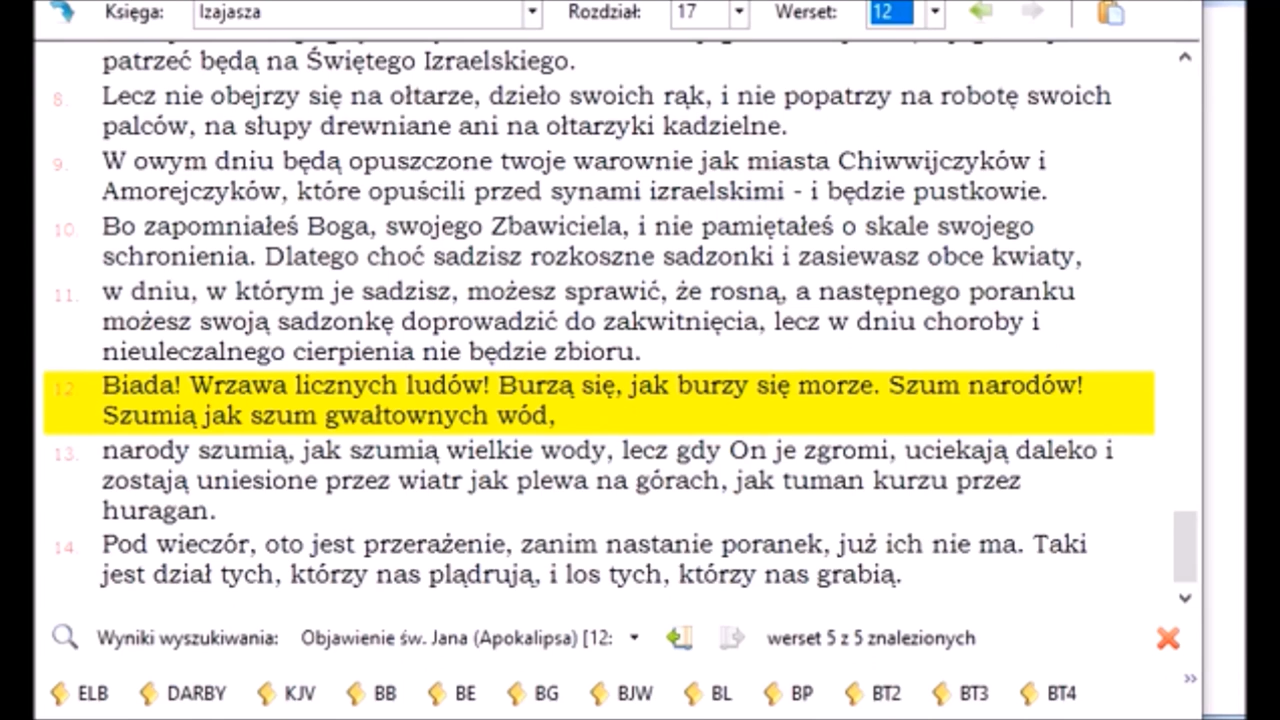 Księga: Izajasza Rozdział: 17 Werset: 12
patrzeć będą na Świętego Izraelskiego.
8. Lecz nie obejrzy się na ołtarze, dzieło swoich rąk, i nie popatrzy na robotę swoich
palców, na słupy drewniane ani na ołtarzyki kadzielne.
9. W owym dniu będą opuszczone twoje warownie jak miasta Chiwwijczyków i
Amorejczyków, które opuścili przed synami izraelskimi - i będzie pustkowie.
10. Bo zapomniałeś Boga, swojego Zbawiciela, i nie pamiętałeś o skale swojego
schronienia. Dlatego choć sadzisz rozkoszne sadzonki i zasiewasz obce kwiaty,
11. w dniu, w którym je sadzisz, możesz sprawić, że rosną, a następnego poranku
możesz swoją sadzonkę doprowadzić do zakwitnięcia, lecz w dniu choroby i
nieuleczalnego cierpienia nie będzie zbioru.
12. Biada! Wrzawa licznych ludów! Burzą się, jak burzy się morze. Szum narodów!
Szumią jak szum gwałtownych wód,
13. narody szumią, jak szumią wielkie wody, lecz gdy On je zgromi, uciekają daleko i
zostają uniesione przez wiatr jak plewa na górach, jak tuman kurzu przez
huragan.
14. Pod wieczór, oto jest przerażenie, zanim nastanie poranek, już ich nie ma. Taki
jest dział tych, którzy nas plądrują, i los tych, którzy nas grabią.
Wyniki wyszukiwania: Objawienie św. Jana (Apokalipsa) [12: werset 5 z 5 znalezionych
ELB DARBY KJV BB BE BG BJW BL BP BT2 BT3 BT4